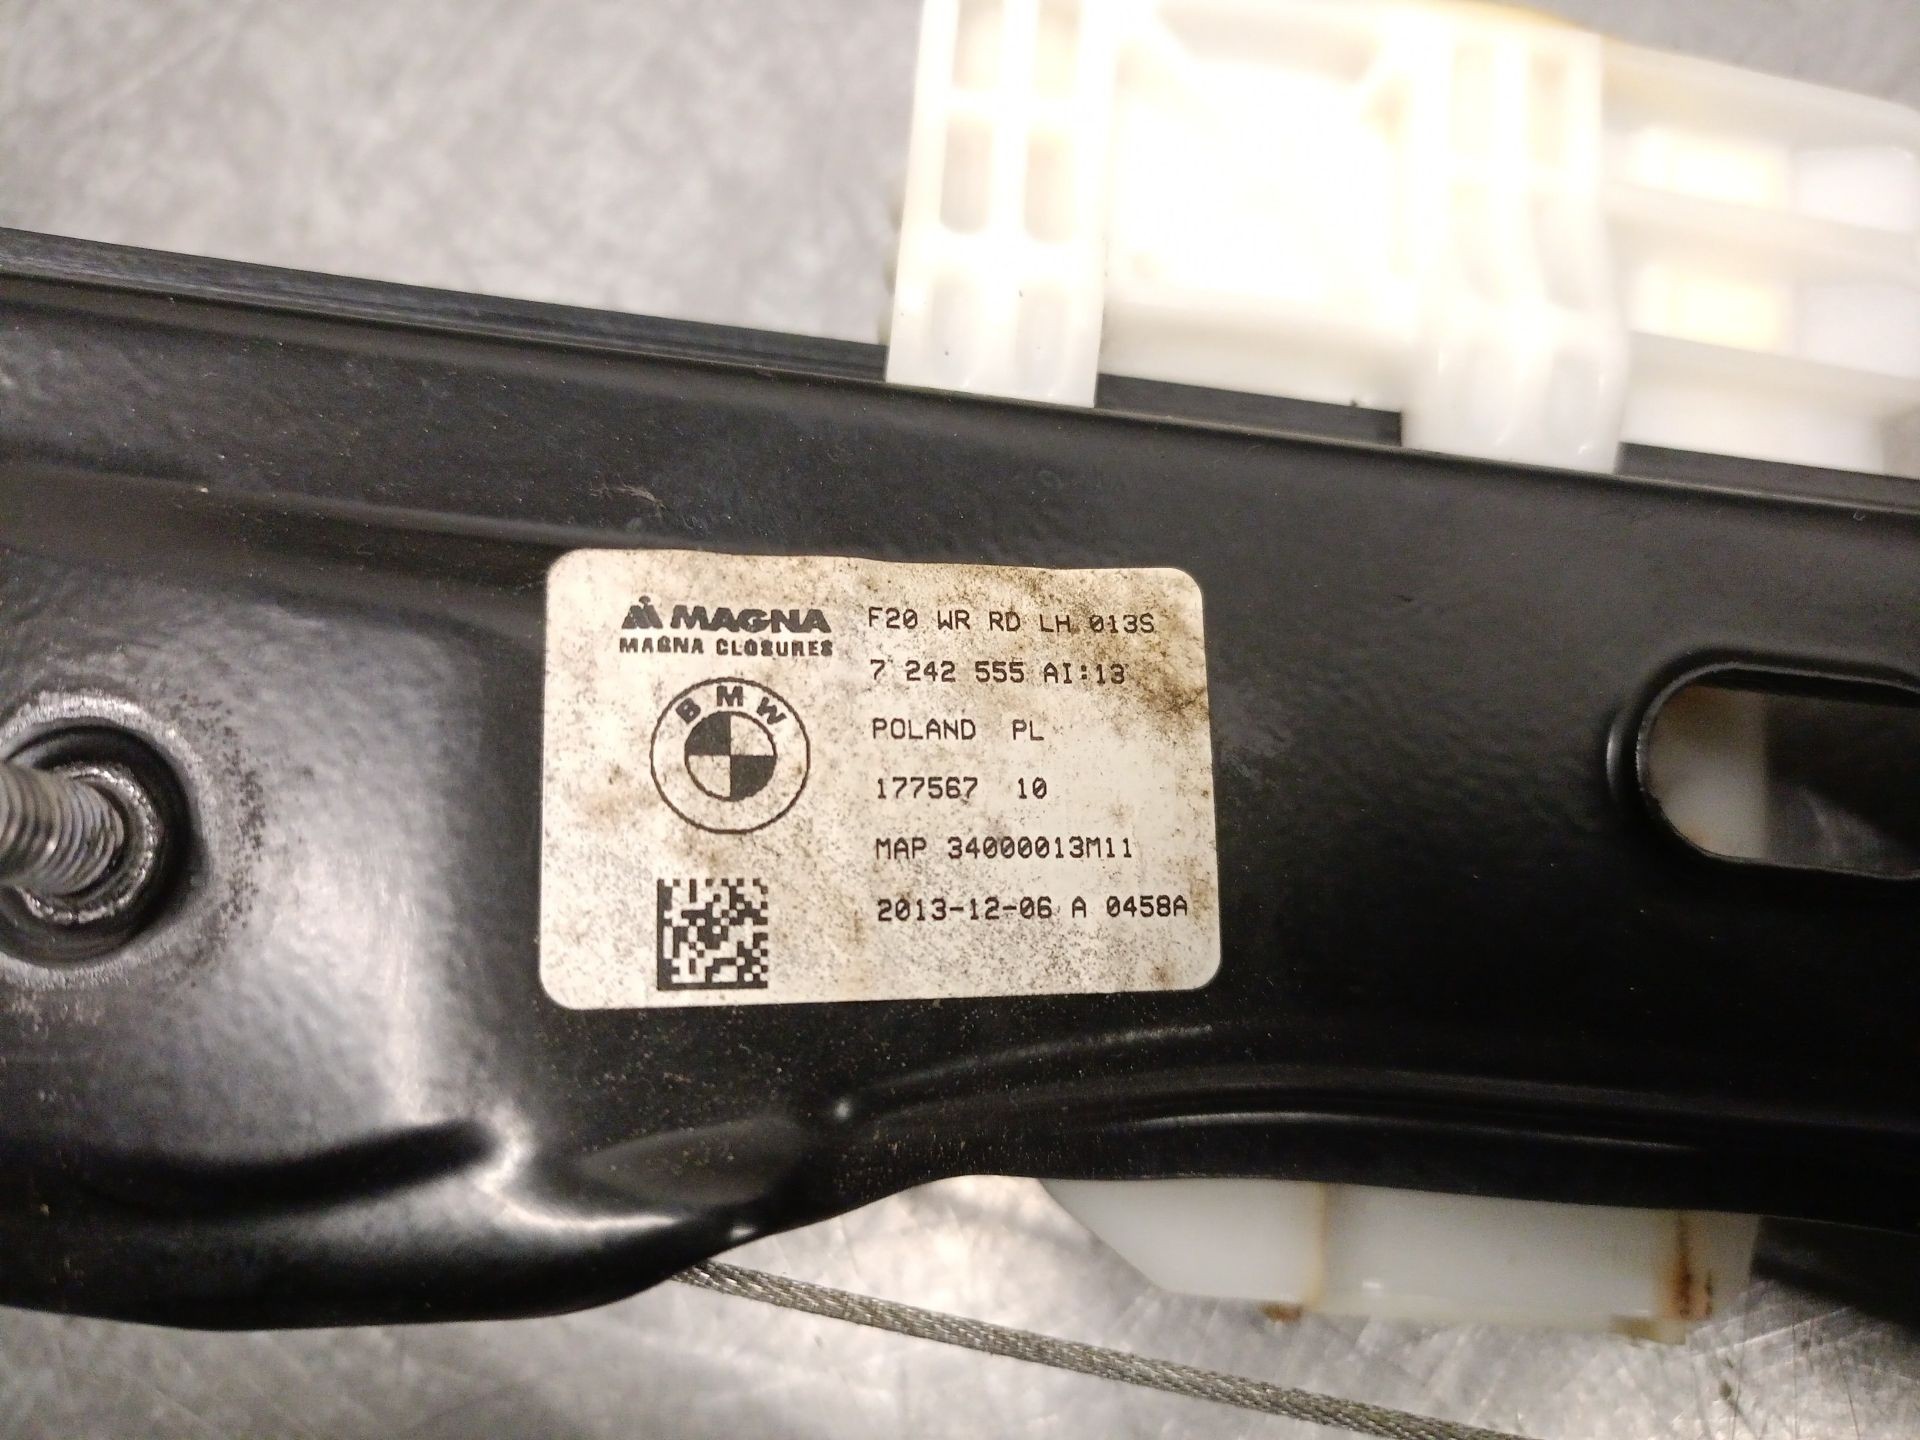 MAGNA
MAGNA CLOSURES
BMW
F20 WR RD LH 013S
7 242 555 AI:13
POLAND PL
177567 10
MAP 34000013M11
2013-12-06 A 0458A